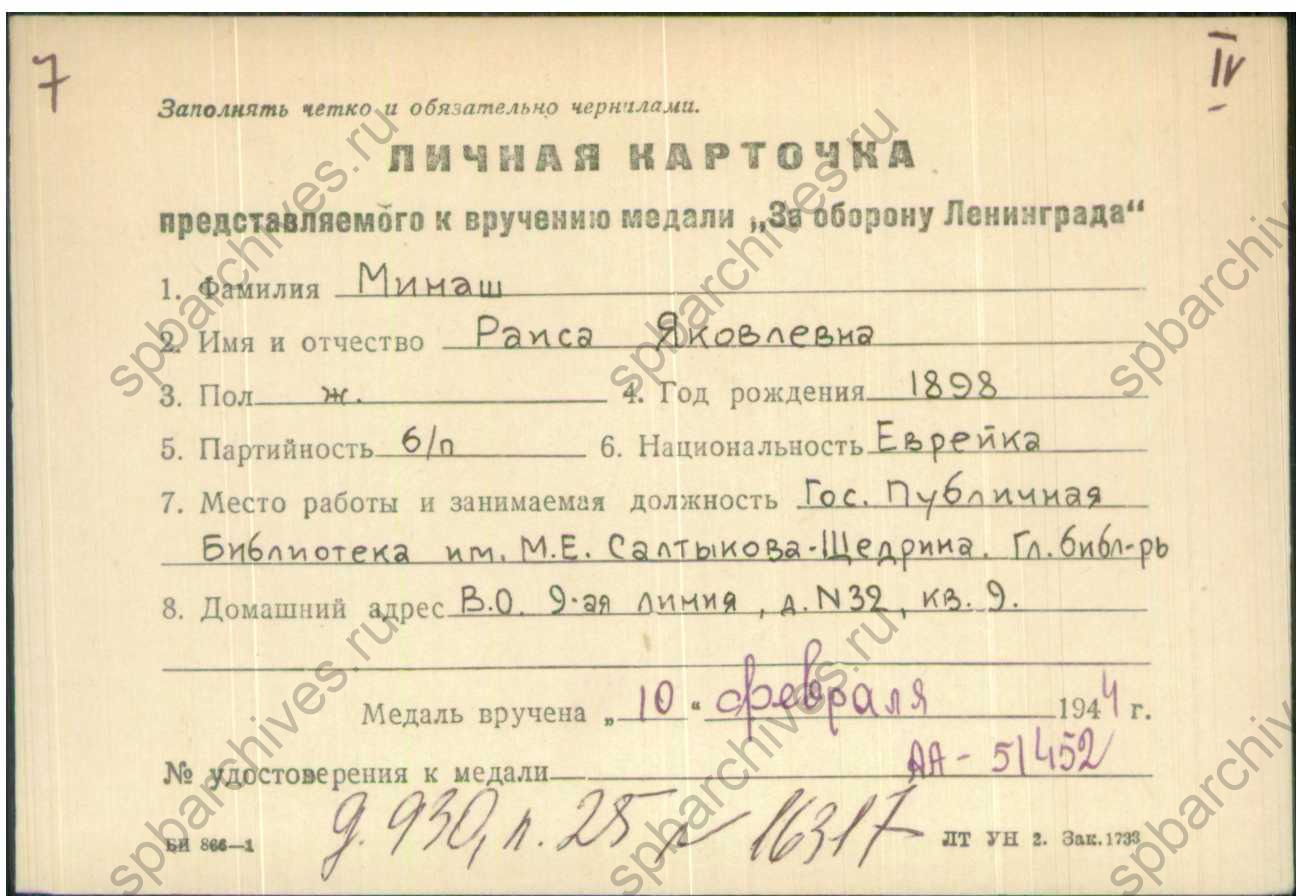 7
IV
Заполнять четко и обязательно чернилами.
ЛИЧНАЯ КАРТОЧКА
представляемого к вручению медали „За оборону Ленинграда“
1. Фамилия Минаш
2. Имя и отчество Раиса Яковлевна
3. Пол ж. 4. Год рождения 1898
5. Партийность б/п 6. Национальность Еврейка
7. Место работы и занимаемая должность Гос. Публичная
Библиотека им. М.Е. Салтыкова-Щедрина. Гл. библ-рь
8. Домашний адрес В.О. 9-ая линия, д. N32, кв. 9.
Медаль вручена „10“ февраля 1944 г.
№ удостоверения к медали АА - 51452
д. 930, л. 25 16317
БИ 866—1 ЛТ УН 2. Зак. 1733
spbarchives.ru